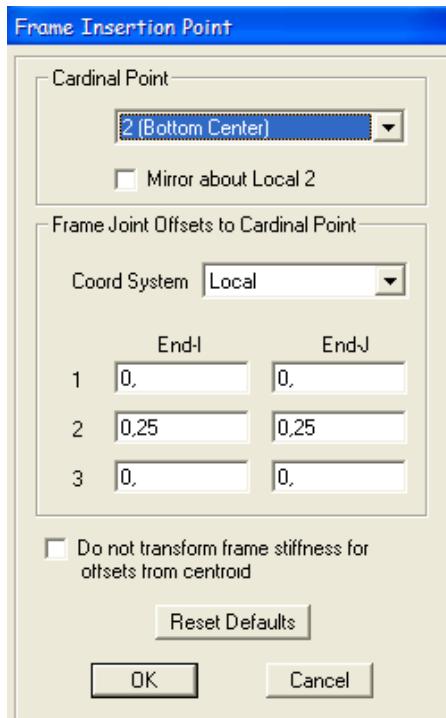 Frame Insertion Point
Cardinal Point
2 (Bottom Center)
Mirror about Local 2
Frame Joint Offsets to Cardinal Point
Coord System Local
End-I End-J
1 0, 0,
2 0,25 0,25
3 0, 0,
Do not transform frame stiffness for
offsets from centroid
Reset Defaults
OK Cancel